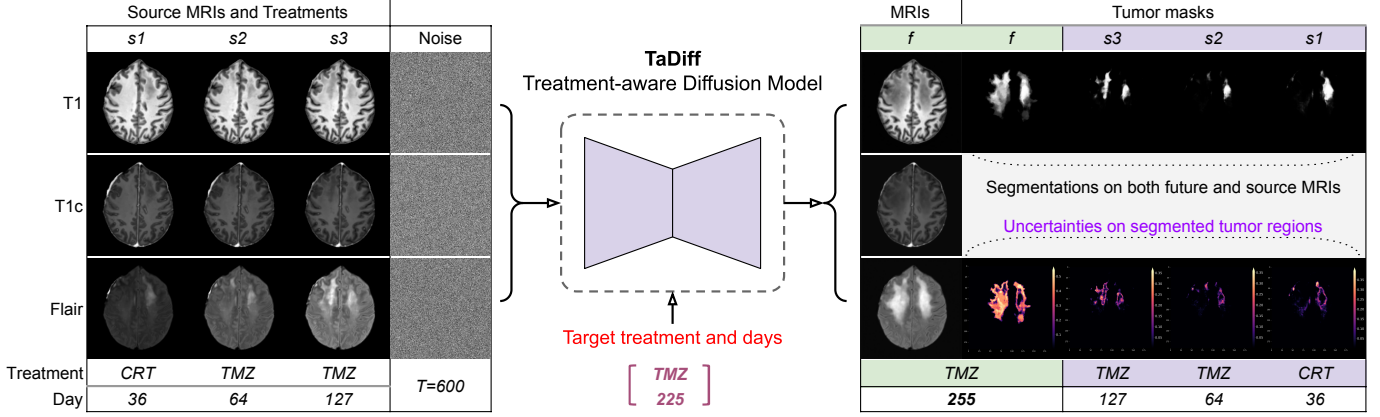 Source MRIs and Treatments
s1 s2 s3 Noise
T1
T1c
Flair
Treatment CRT TMZ TMZ T=600
Day 36 64 127
TaDiff
Treatment-aware Diffusion Model
Target treatment and days
TMZ
225
MRIs Tumor masks
f f s3 s2 s1
Segmentations on both future and source MRIs
Uncertainties on segmented tumor regions
TMZ TMZ TMZ CRT
255 127 64 36